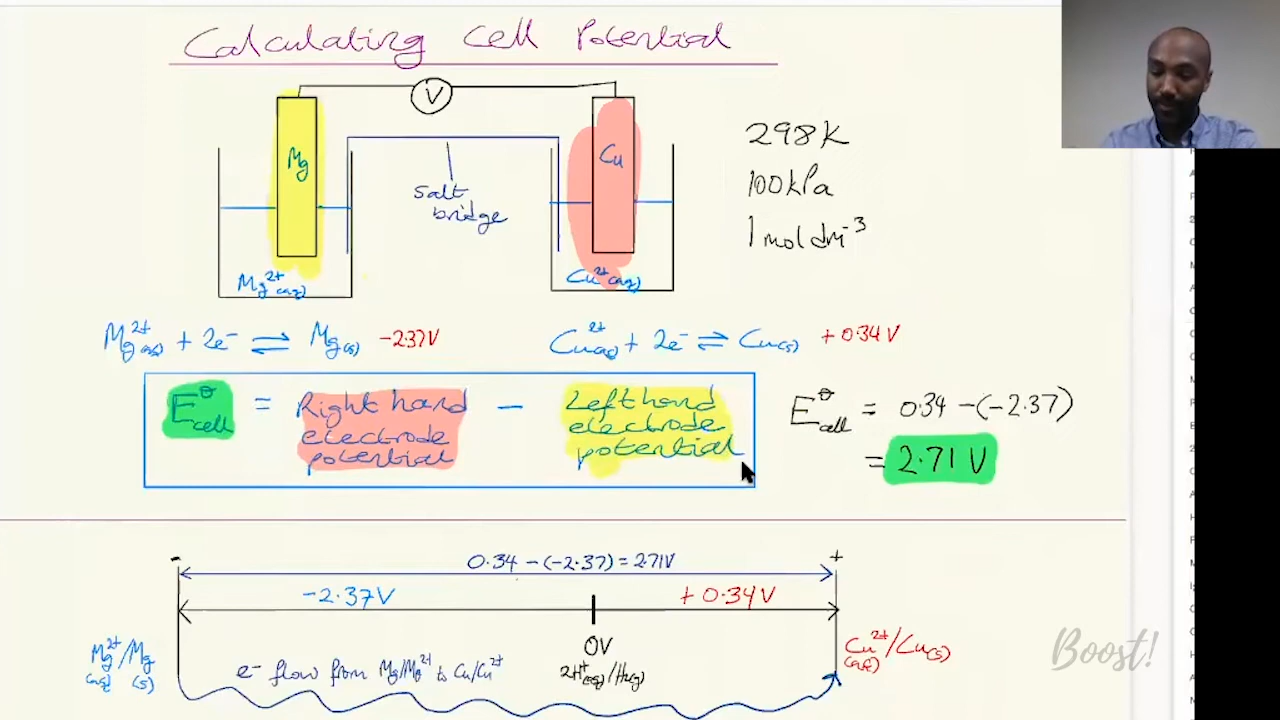 Calculating Cell Potential
V
Mg
Cu
298K
100kPa
1 mol dm⁻³
salt
bridge
Mg²⁺(aq)
Cu²⁺(aq)
Mg²⁺(aq) + 2e⁻ ⇌ Mg(s) -2.37V
Cu²⁺(aq) + 2e⁻ ⇌ Cu(s) +0.34V
E⊖cell = Right hand electrode potential - Left hand electrode potential
E⊖cell = 0.34 -(-2.37)
= 2.71 V
- +
0.34 -(-2.37) = 2.71V
-2.37V
+0.34V
0V
2H⁺(aq)/H₂(g)
Mg²⁺(aq)/Mg(s)
e⁻ flow from Mg/Mg²⁺ to Cu/Cu²⁺
Cu²⁺(aq)/Cu(s)
Boost!